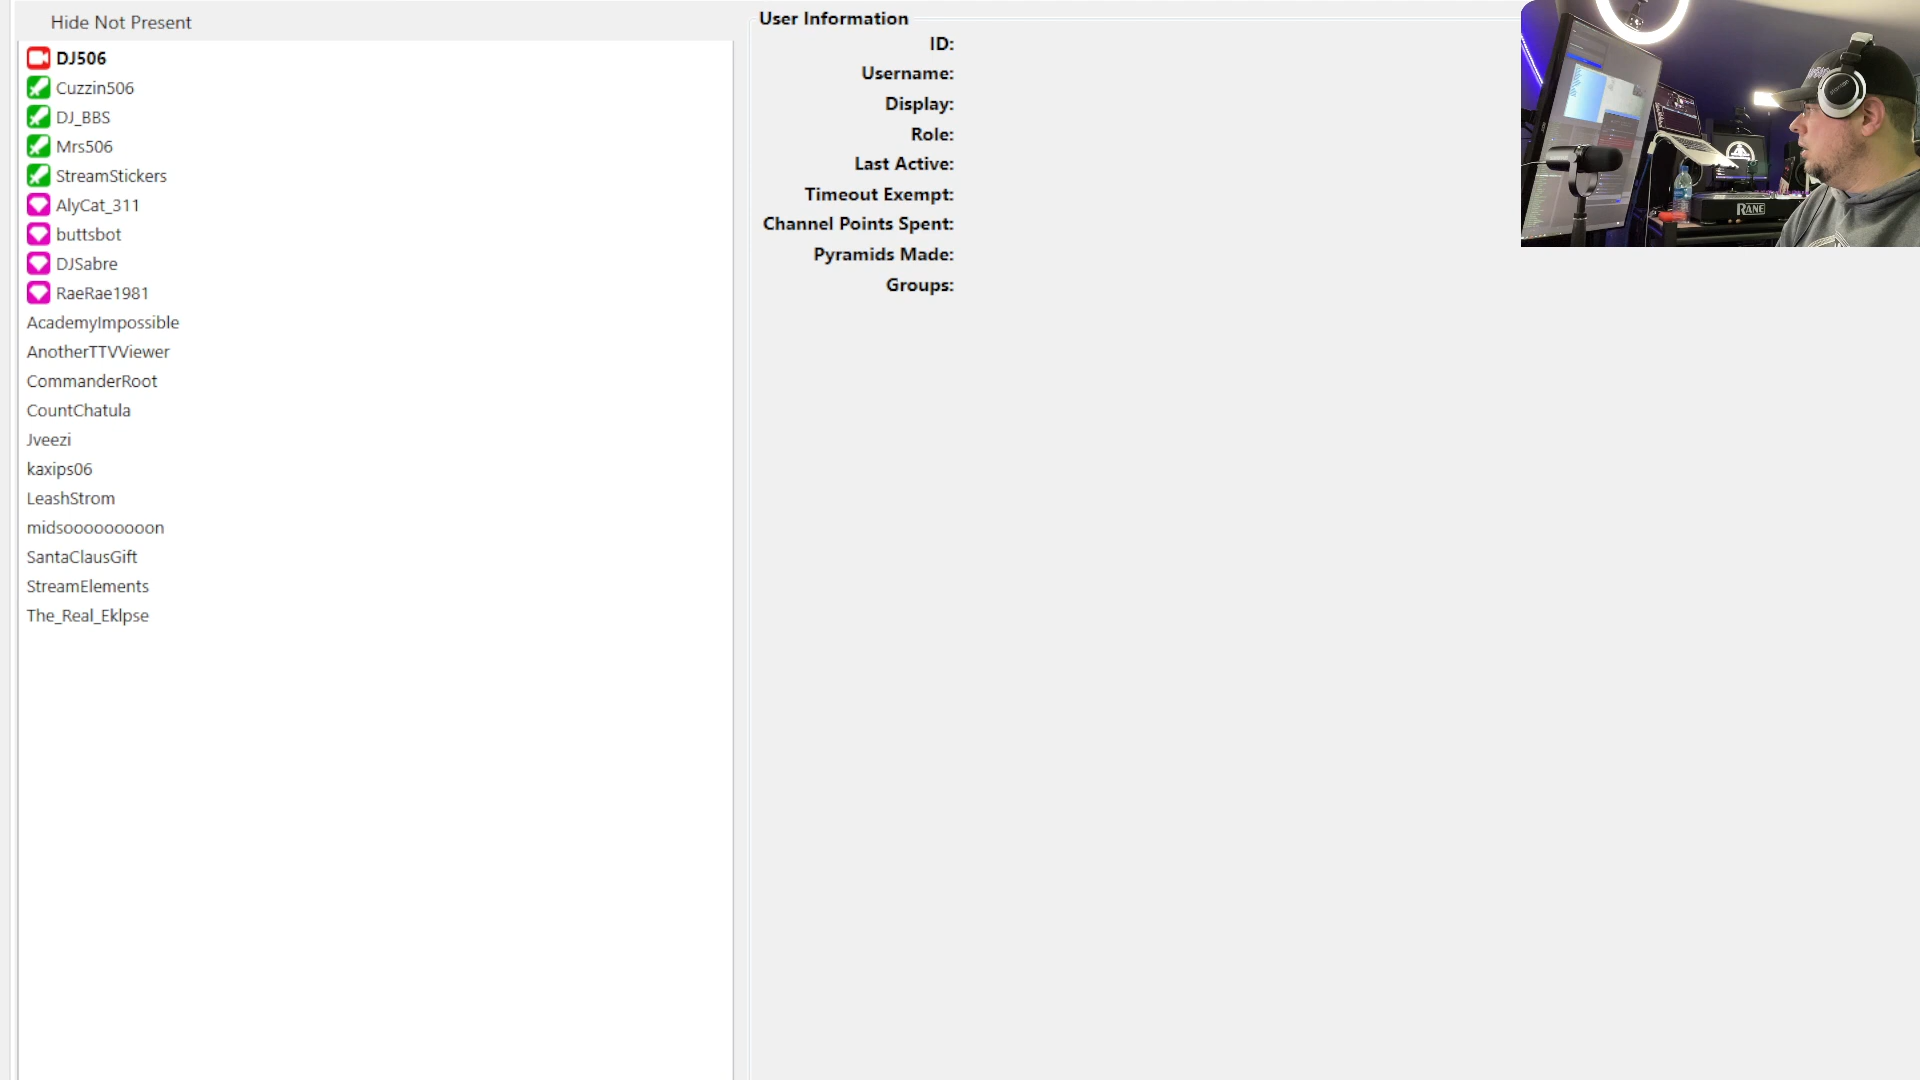 Hide Not Present
DJ506
Cuzzin506
DJ_BBS
Mrs506
StreamStickers
AlyCat_311
buttsbot
DJSabre
RaeRae1981
AcademyImpossible
AnotherTTVViewer
CommanderRoot
CountChatula
Jveezi
kaxips06
LeashStrom
midsooooooooon
SantaClausGift
StreamElements
The_Real_Eklpse
User Information
ID:
Username:
Display:
Role:
Last Active:
Timeout Exempt:
Channel Points Spent:
Pyramids Made:
Groups:
RANE